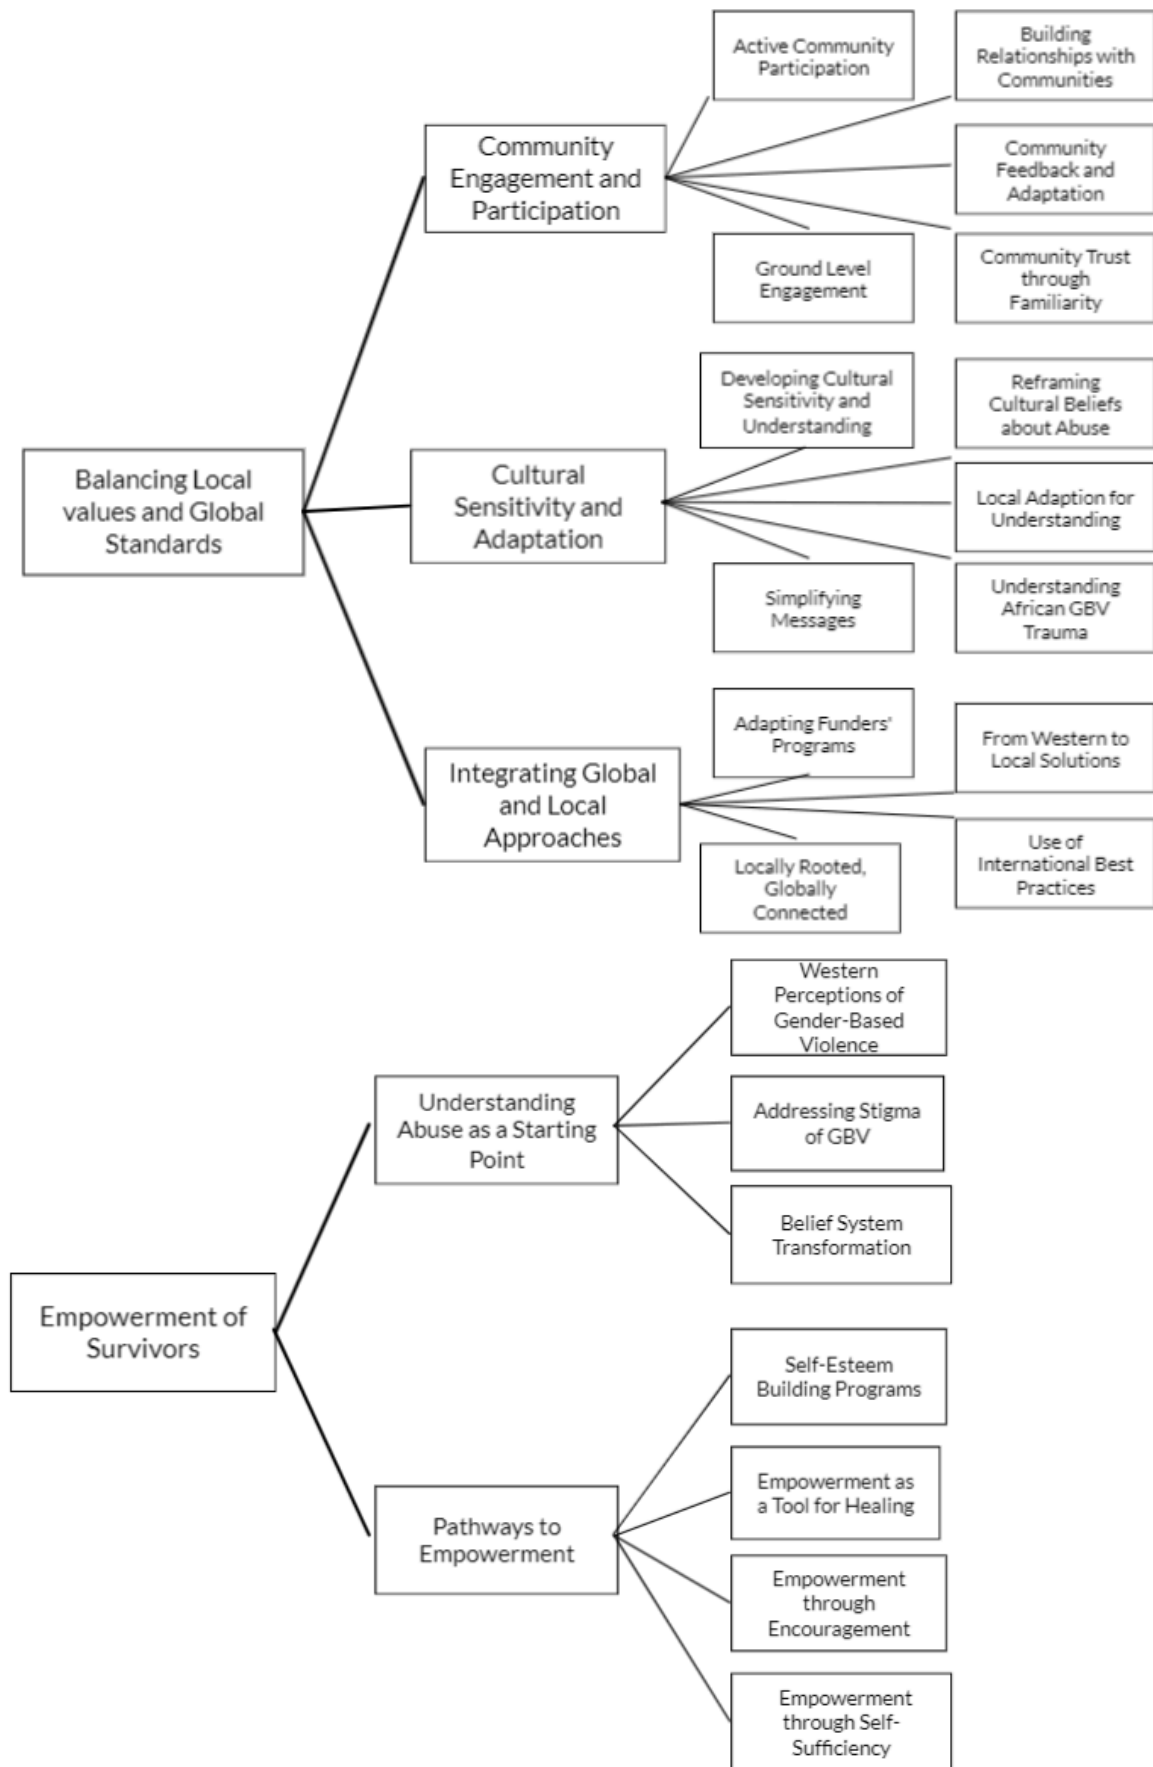 Balancing Local
values and Global
Standards
Community
Engagement and
Participation
Active Community
Participation
Building
Relationships with
Communities
Community
Feedback and
Adaptation
Ground Level
Engagement
Community Trust
through
Familiarity
Cultural
Sensitivity and
Adaptation
Developing Cultural
Sensitivity and
Understanding
Reframing
Cultural Beliefs
about Abuse
Local Adaption for
Understanding
Simplifying
Messages
Understanding
African GBV
Trauma
Integrating Global
and Local
Approaches
Adapting Funders'
Programs
From Western to
Local Solutions
Locally Rooted,
Globally
Connected
Use of
International Best
Practices
Empowerment of
Survivors
Understanding
Abuse as a Starting
Point
Western
Perceptions of
Gender-Based
Violence
Addressing Stigma
of GBV
Belief System
Transformation
Pathways to
Empowerment
Self-Esteem
Building Programs
Empowerment as
a Tool for Healing
Empowerment
through
Encouragement
Empowerment
through Self-
Sufficiency